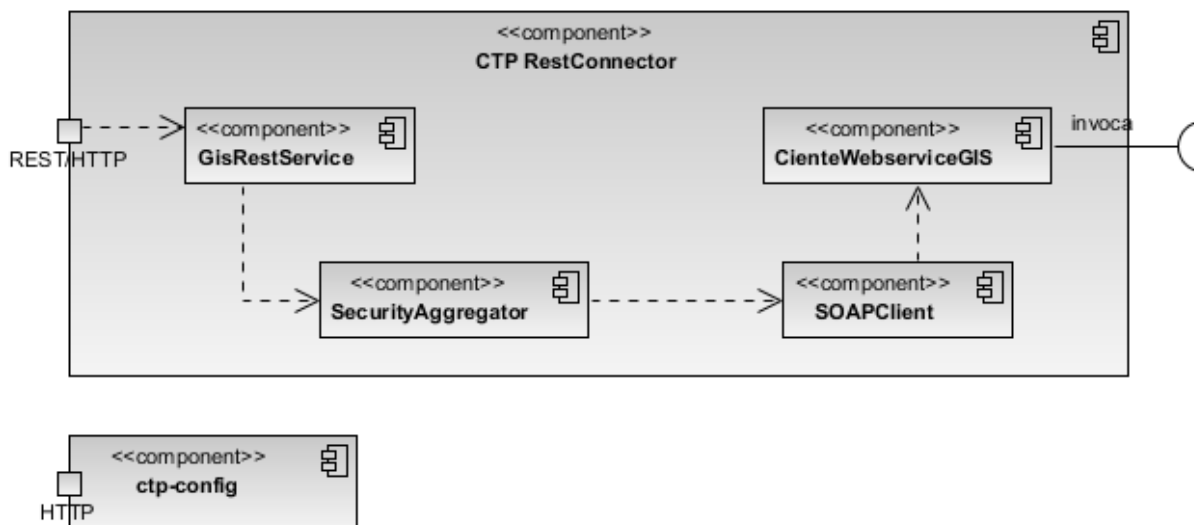 <<component>>
CTP RestConnector
<<component>>
GisRestService
<<component>>
CienteWebserviceGIS
invoca
REST/HTTP
<<component>>
SecurityAggregator
<<component>>
SOAPClient
<<component>>
ctp-config
HTTP